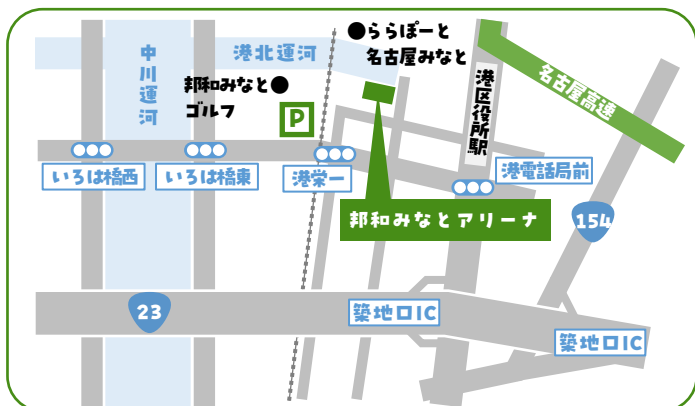 ●ららぽーと
名古屋みなと
中川運河
港北運河
邦和みなと●
ゴルフ
P
港区役所駅
名古屋高速
いろは橋西
いろは橋東
港栄一
港電話局前
邦和みなとアリーナ
154
23
築地口IC
築地口IC